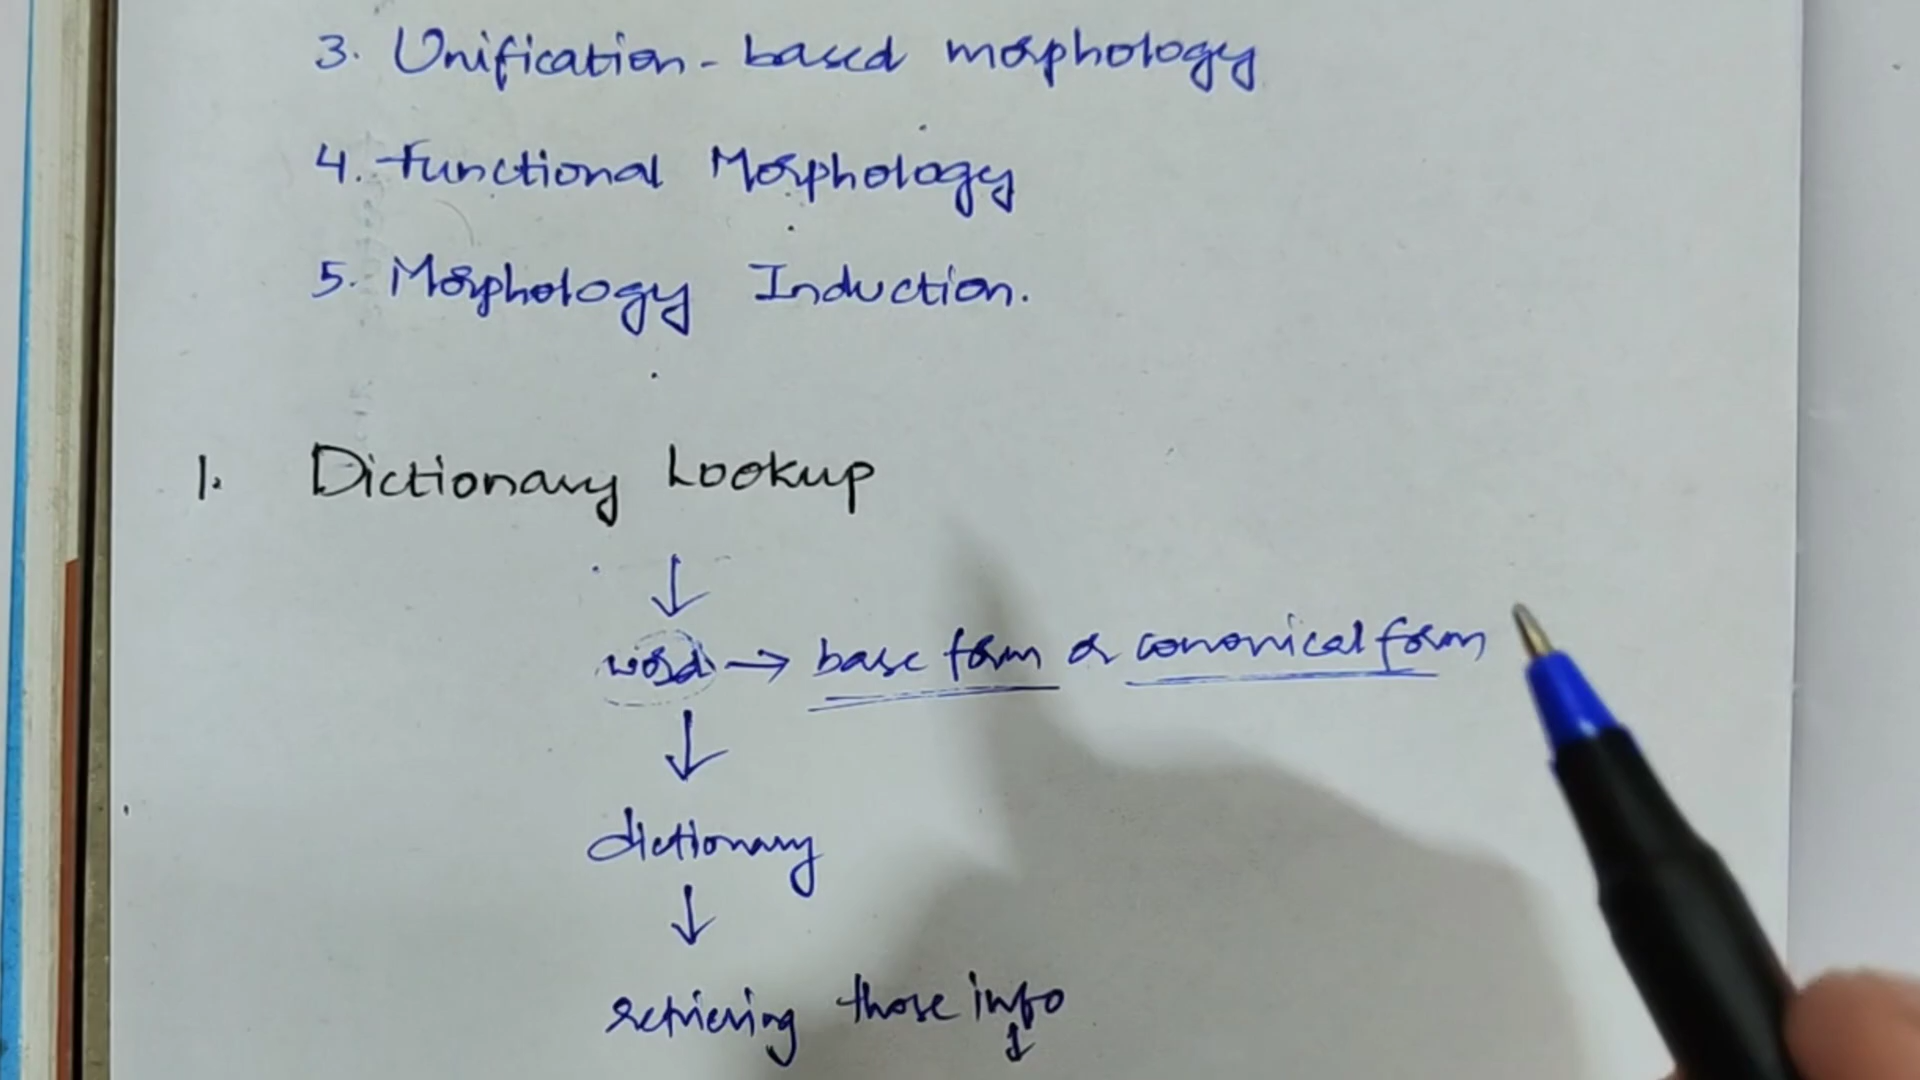 3. Unification-based morphology
4. Functional Morphology
5. Morphology Induction.
1. Dictionary Lookup
↓
word → base form or canonical form
↓
dictionary
↓
retrieving those info
↓